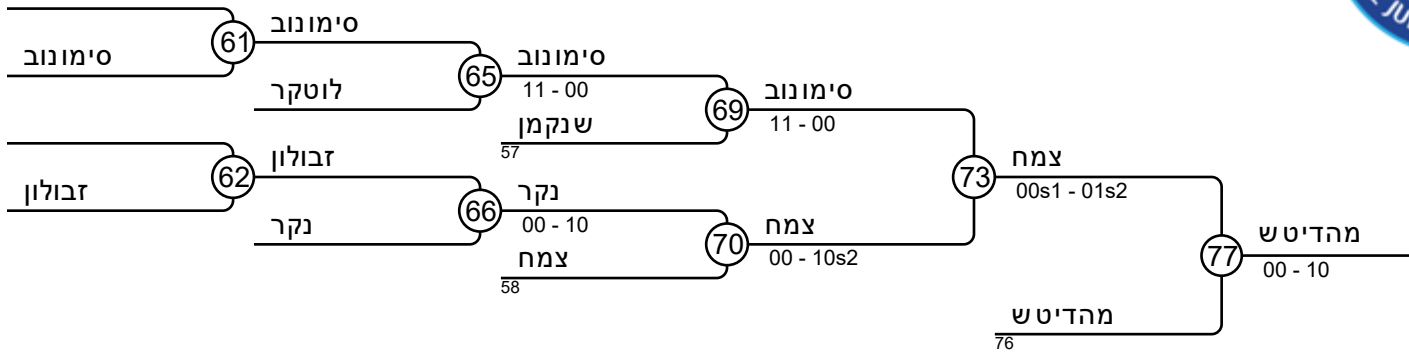 סימונוב
61
סימונוב
לוטקר
65
סימונוב
11 - 00
שנקמן
57
69
סימונוב
11 - 00
זבולון
62
זבולון
נקר
66
נקר
00 - 10
צמח
58
70
צמח
00 - 10s2
73
צמח
00s1 - 01s2
מהדיטש
76
77
מהדיטש
00 - 10